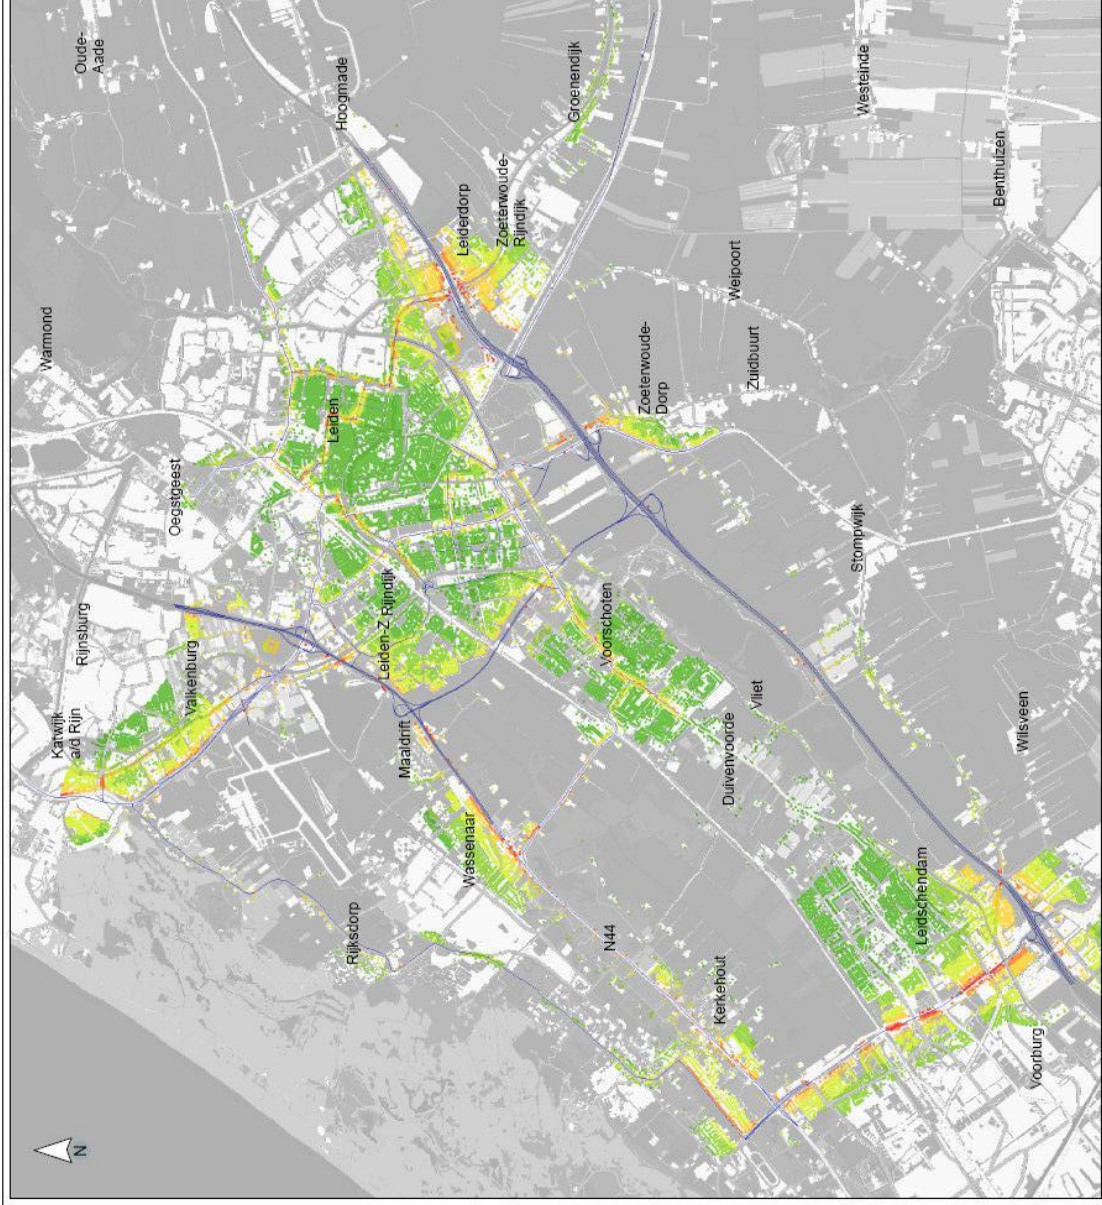 N
Warmond
Katwijk
a/d Rijn
Rijnsburg
Oude-
Aade
Oegstgeest
Valkenburg
Leiden
Hoogmade
Rijksdorp
Leiden-Z Rijndijk
Maaldrift
Leiderdorp
Wassenaar
Zoeterwoude-
Rijndijk
Groenendijk
Voorschoten
N44
Zoeterwoude-
Dorp
Kerkehout
Duivenvoorde
Weipoort
Zuidbuurt
Vliet
Stompwijk
Westeinde
Leidschendam
Benthuizen
Wilsveen
Voorburg